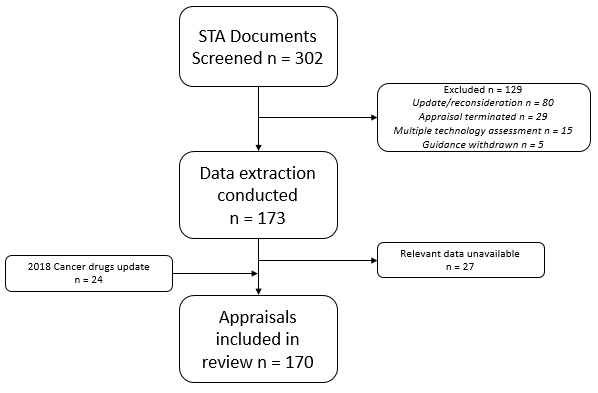 STA Documents
Screened n = 302
Excluded n = 129
Update/reconsideration n = 80
Appraisal terminated n = 29
Multiple technology assessment n = 15
Guidance withdrawn n = 5
Data extraction
conducted
n = 173
Relevant data unavailable
n = 27
2018 Cancer drugs update
n = 24
Appraisals
included in
review n = 170